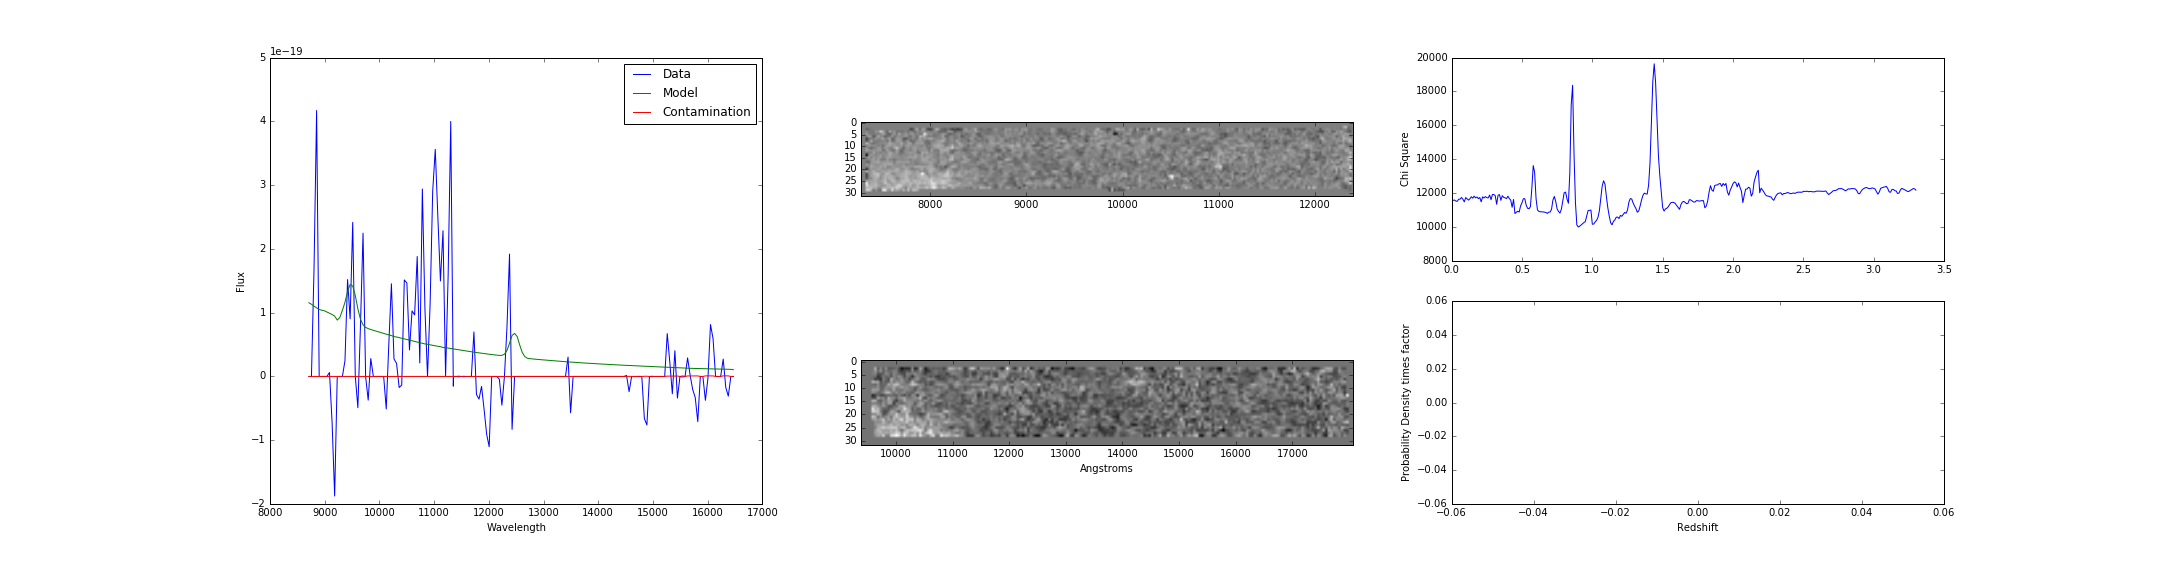 1e−19
5
4
3
2
1
0
−1
−2
Data
Model
Contamination
Flux
8000 9000 10000 11000 12000 13000 14000 15000 16000 17000
Wavelength
0
5
10
15
20
25
30
8000 9000 10000 11000 12000
0
5
10
15
20
25
30
10000 11000 12000 13000 14000 15000 16000 17000
Angstroms
20000
18000
16000
14000
12000
10000
8000
Chi Square
0.0 0.5 1.0 1.5 2.0 2.5 3.0 3.5
0.06
0.04
0.02
0.00
−0.02
−0.04
−0.06
Probability Density times factor
−0.06 −0.04 −0.02 0.00 0.02 0.04 0.06
Redshift